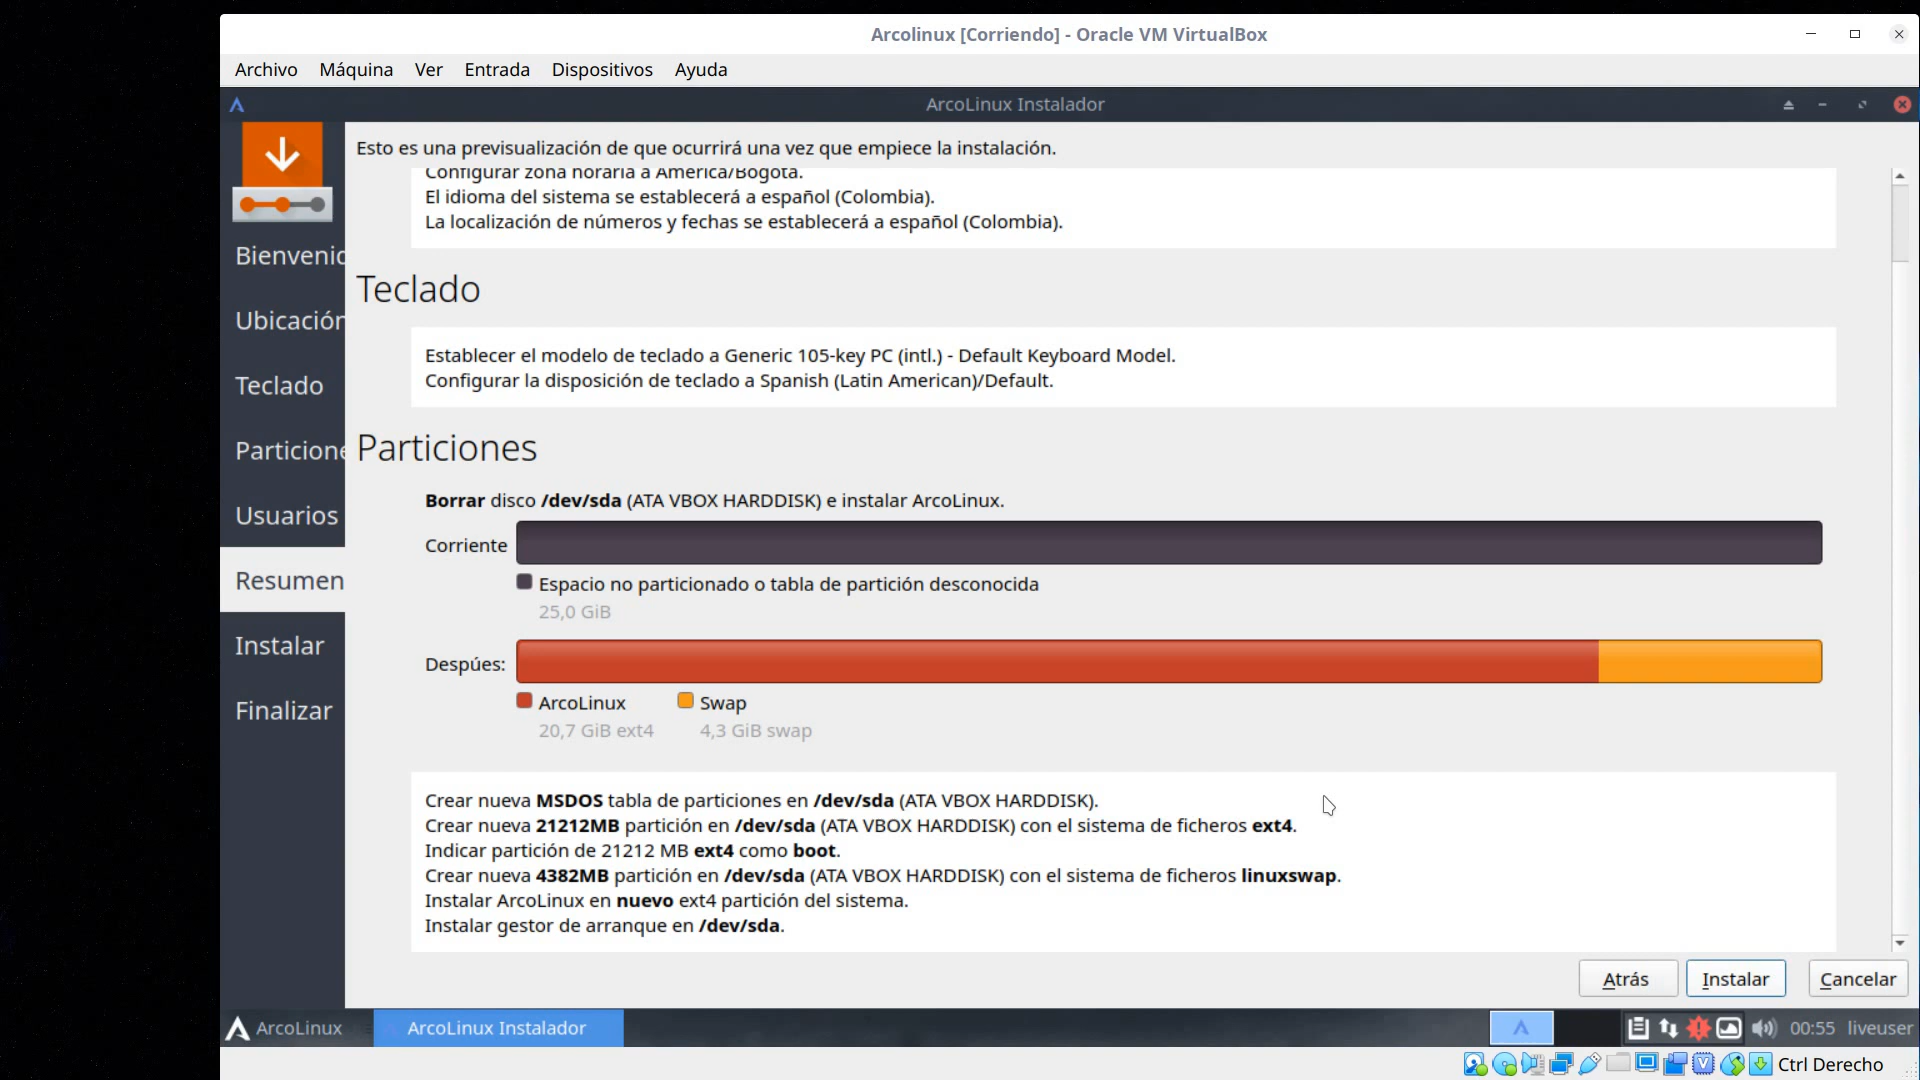 Arcolinux [Corriendo] - Oracle VM VirtualBox
Archivo Máquina Ver Entrada Dispositivos Ayuda
ArcoLinux Instalador
Esto es una previsualización de que ocurrirá una vez que empiece la instalación.
Configurar zona horaria a America/Bogota.
El idioma del sistema se establecerá a español (Colombia).
La localización de números y fechas se establecerá a español (Colombia).
Bienvenid
Ubicación
Teclado
Particione
Usuarios
Resumen
Instalar
Finalizar
Teclado
Establecer el modelo de teclado a Generic 105-key PC (intl.) - Default Keyboard Model.
Configurar la disposición de teclado a Spanish (Latin American)/Default.
Particiones
Borrar disco /dev/sda (ATA VBOX HARDDISK) e instalar ArcoLinux.
Corriente
Espacio no particionado o tabla de partición desconocida
25,0 GiB
Despúes:
ArcoLinux Swap
20,7 GiB ext4 4,3 GiB swap
Crear nueva MSDOS tabla de particiones en /dev/sda (ATA VBOX HARDDISK).
Crear nueva 21212MB partición en /dev/sda (ATA VBOX HARDDISK) con el sistema de ficheros ext4.
Indicar partición de 21212 MB ext4 como boot.
Crear nueva 4382MB partición en /dev/sda (ATA VBOX HARDDISK) con el sistema de ficheros linuxswap.
Instalar ArcoLinux en nuevo ext4 partición del sistema.
Instalar gestor de arranque en /dev/sda.
Atrás Instalar Cancelar
ArcoLinux ArcoLinux Instalador 00:55 liveuser
Ctrl Derecho